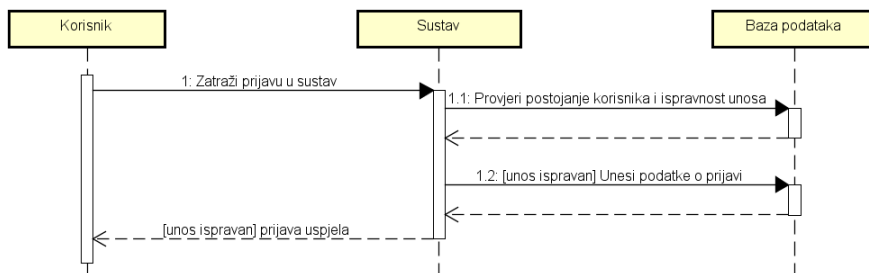 Korisnik
Sustav
Baza podataka
1: Zatraži prijavu u sustav
1.1: Provjeri postojanje korisnika i ispravnost unosa
1.2: [unos ispravan] Unesi podatke o prijavi
[unos ispravan] prijava uspjela